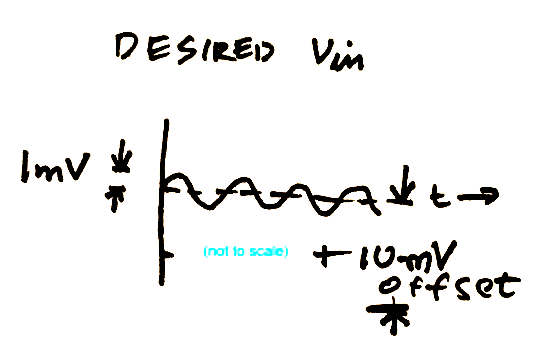 DESIRED Vin
1mV
t
(not to scale)
+10mV
offset